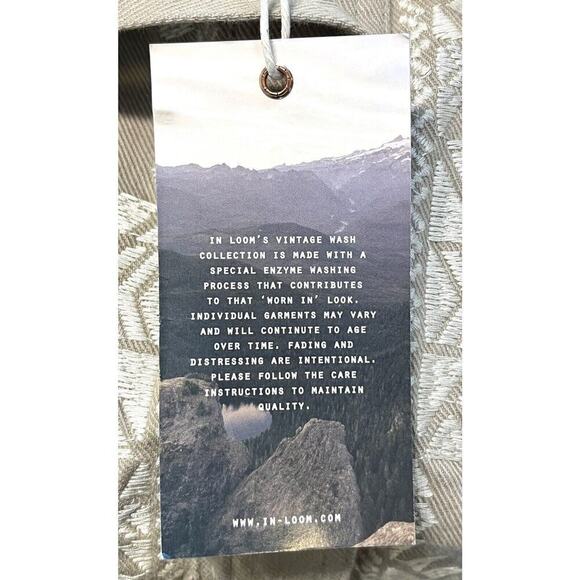 IN LOOM'S VINTAGE WASH
COLLECTION IS MADE WITH A
SPECIAL ENZYME WASHING
PROCESS THAT CONTRIBUTES
TO THAT 'WORN IN' LOOK.
INDIVIDUAL GARMENTS MAY VARY
AND WILL CONTINUE TO AGE
OVER TIME. FADING AND
DISTRESSING ARE INTENTIONAL.
PLEASE FOLLOW THE CARE
INSTRUCTIONS TO MAINTAIN
QUALITY.
WWW.IN-LOOM.COM